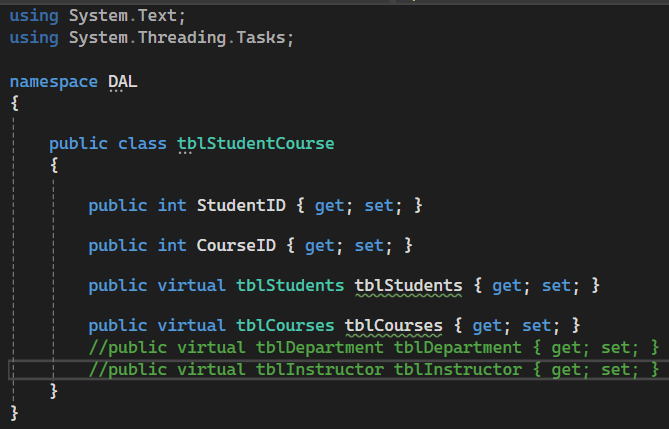 using System.Text;
using System.Threading.Tasks;
namespace DAL
{
public class tblStudentCourse
{
public int StudentID { get; set; }
public int CourseID { get; set; }
public virtual tblStudents tblStudents { get; set; }
public virtual tblCourses tblCourses { get; set; }
//public virtual tblDepartment tblDepartment { get; set; }
//public virtual tblInstructor tblInstructor { get; set; }
}
}